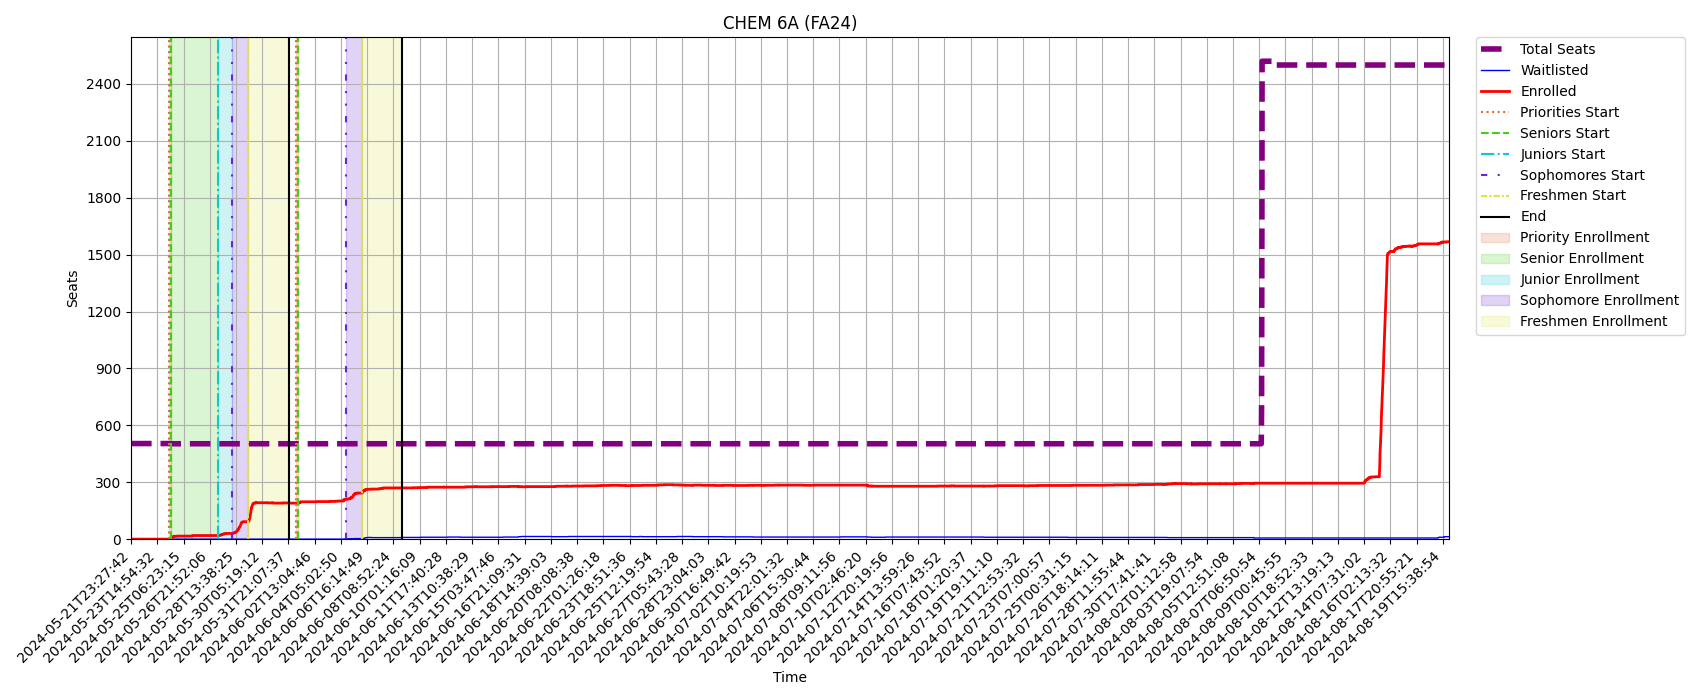 CHEM 6A (FA24)
Seats
2400
2100
1800
1500
1200
900
600
300
0
2024-05-21T23:27:42
2024-05-23T14:54:32
2024-05-25T06:23:15
2024-05-26T21:52:06
2024-05-28T13:38:25
2024-05-30T05:19:12
2024-05-31T21:07:37
2024-06-02T13:04:46
2024-06-04T05:02:50
2024-06-06T16:14:49
2024-06-08T08:52:24
2024-06-10T01:16:09
2024-06-11T17:40:28
2024-06-13T10:38:29
2024-06-15T03:47:46
2024-06-16T21:09:31
2024-06-18T14:39:03
2024-06-20T08:08:38
2024-06-22T01:26:18
2024-06-23T18:51:36
2024-06-25T12:19:54
2024-06-27T05:43:28
2024-06-28T23:04:03
2024-06-30T16:49:42
2024-07-02T10:19:53
2024-07-04T22:01:32
2024-07-06T15:30:44
2024-07-08T09:11:56
2024-07-10T02:46:20
2024-07-12T20:19:56
2024-07-14T13:59:26
2024-07-16T07:43:52
2024-07-18T01:20:37
2024-07-19T19:11:10
2024-07-21T12:53:32
2024-07-23T07:00:57
2024-07-25T00:31:15
2024-07-26T18:14:11
2024-07-28T11:55:44
2024-07-30T17:41:41
2024-08-02T01:12:58
2024-08-03T19:07:54
2024-08-05T12:51:08
2024-08-07T06:50:54
2024-08-09T00:45:55
2024-08-10T18:52:33
2024-08-12T13:19:13
2024-08-14T07:31:02
2024-08-16T02:13:32
2024-08-17T20:55:21
2024-08-19T15:38:54
Time
Total Seats
Waitlisted
Enrolled
Priorities Start
Seniors Start
Juniors Start
Sophomores Start
Freshmen Start
End
Priority Enrollment
Senior Enrollment
Junior Enrollment
Sophomore Enrollment
Freshmen Enrollment